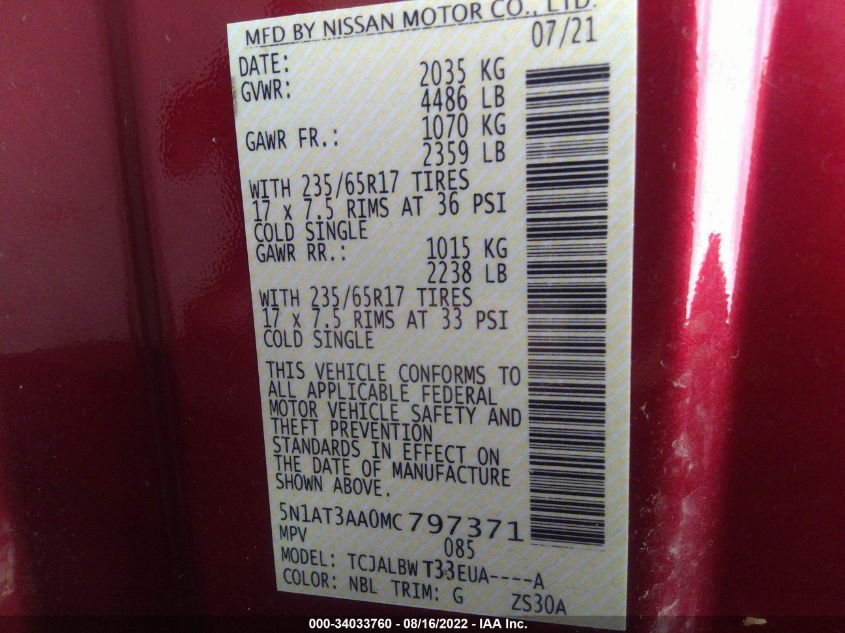 MFD BY NISSAN MOTOR CO., LTD.
DATE: 07/21
GVWR: 2035 KG
4486 LB
GAWR FR.: 1070 KG
2359 LB
WITH 235/65R17 TIRES
17 x 7.5 RIMS AT 36 PSI
COLD SINGLE
GAWR RR.: 1015 KG
2238 LB
WITH 235/65R17 TIRES
17 x 7.5 RIMS AT 33 PSI
COLD SINGLE
THIS VEHICLE CONFORMS TO
ALL APPLICABLE FEDERAL
MOTOR VEHICLE SAFETY AND
THEFT PREVENTION
STANDARDS IN EFFECT ON
THE DATE OF MANUFACTURE
SHOWN ABOVE.
5N1AT3AA0MC797371
MPV 085
MODEL: TCJALBWT33EUA----A
COLOR: NBL TRIM: G ZS30A
000-34033760 - 08/16/2022 - IAA Inc.